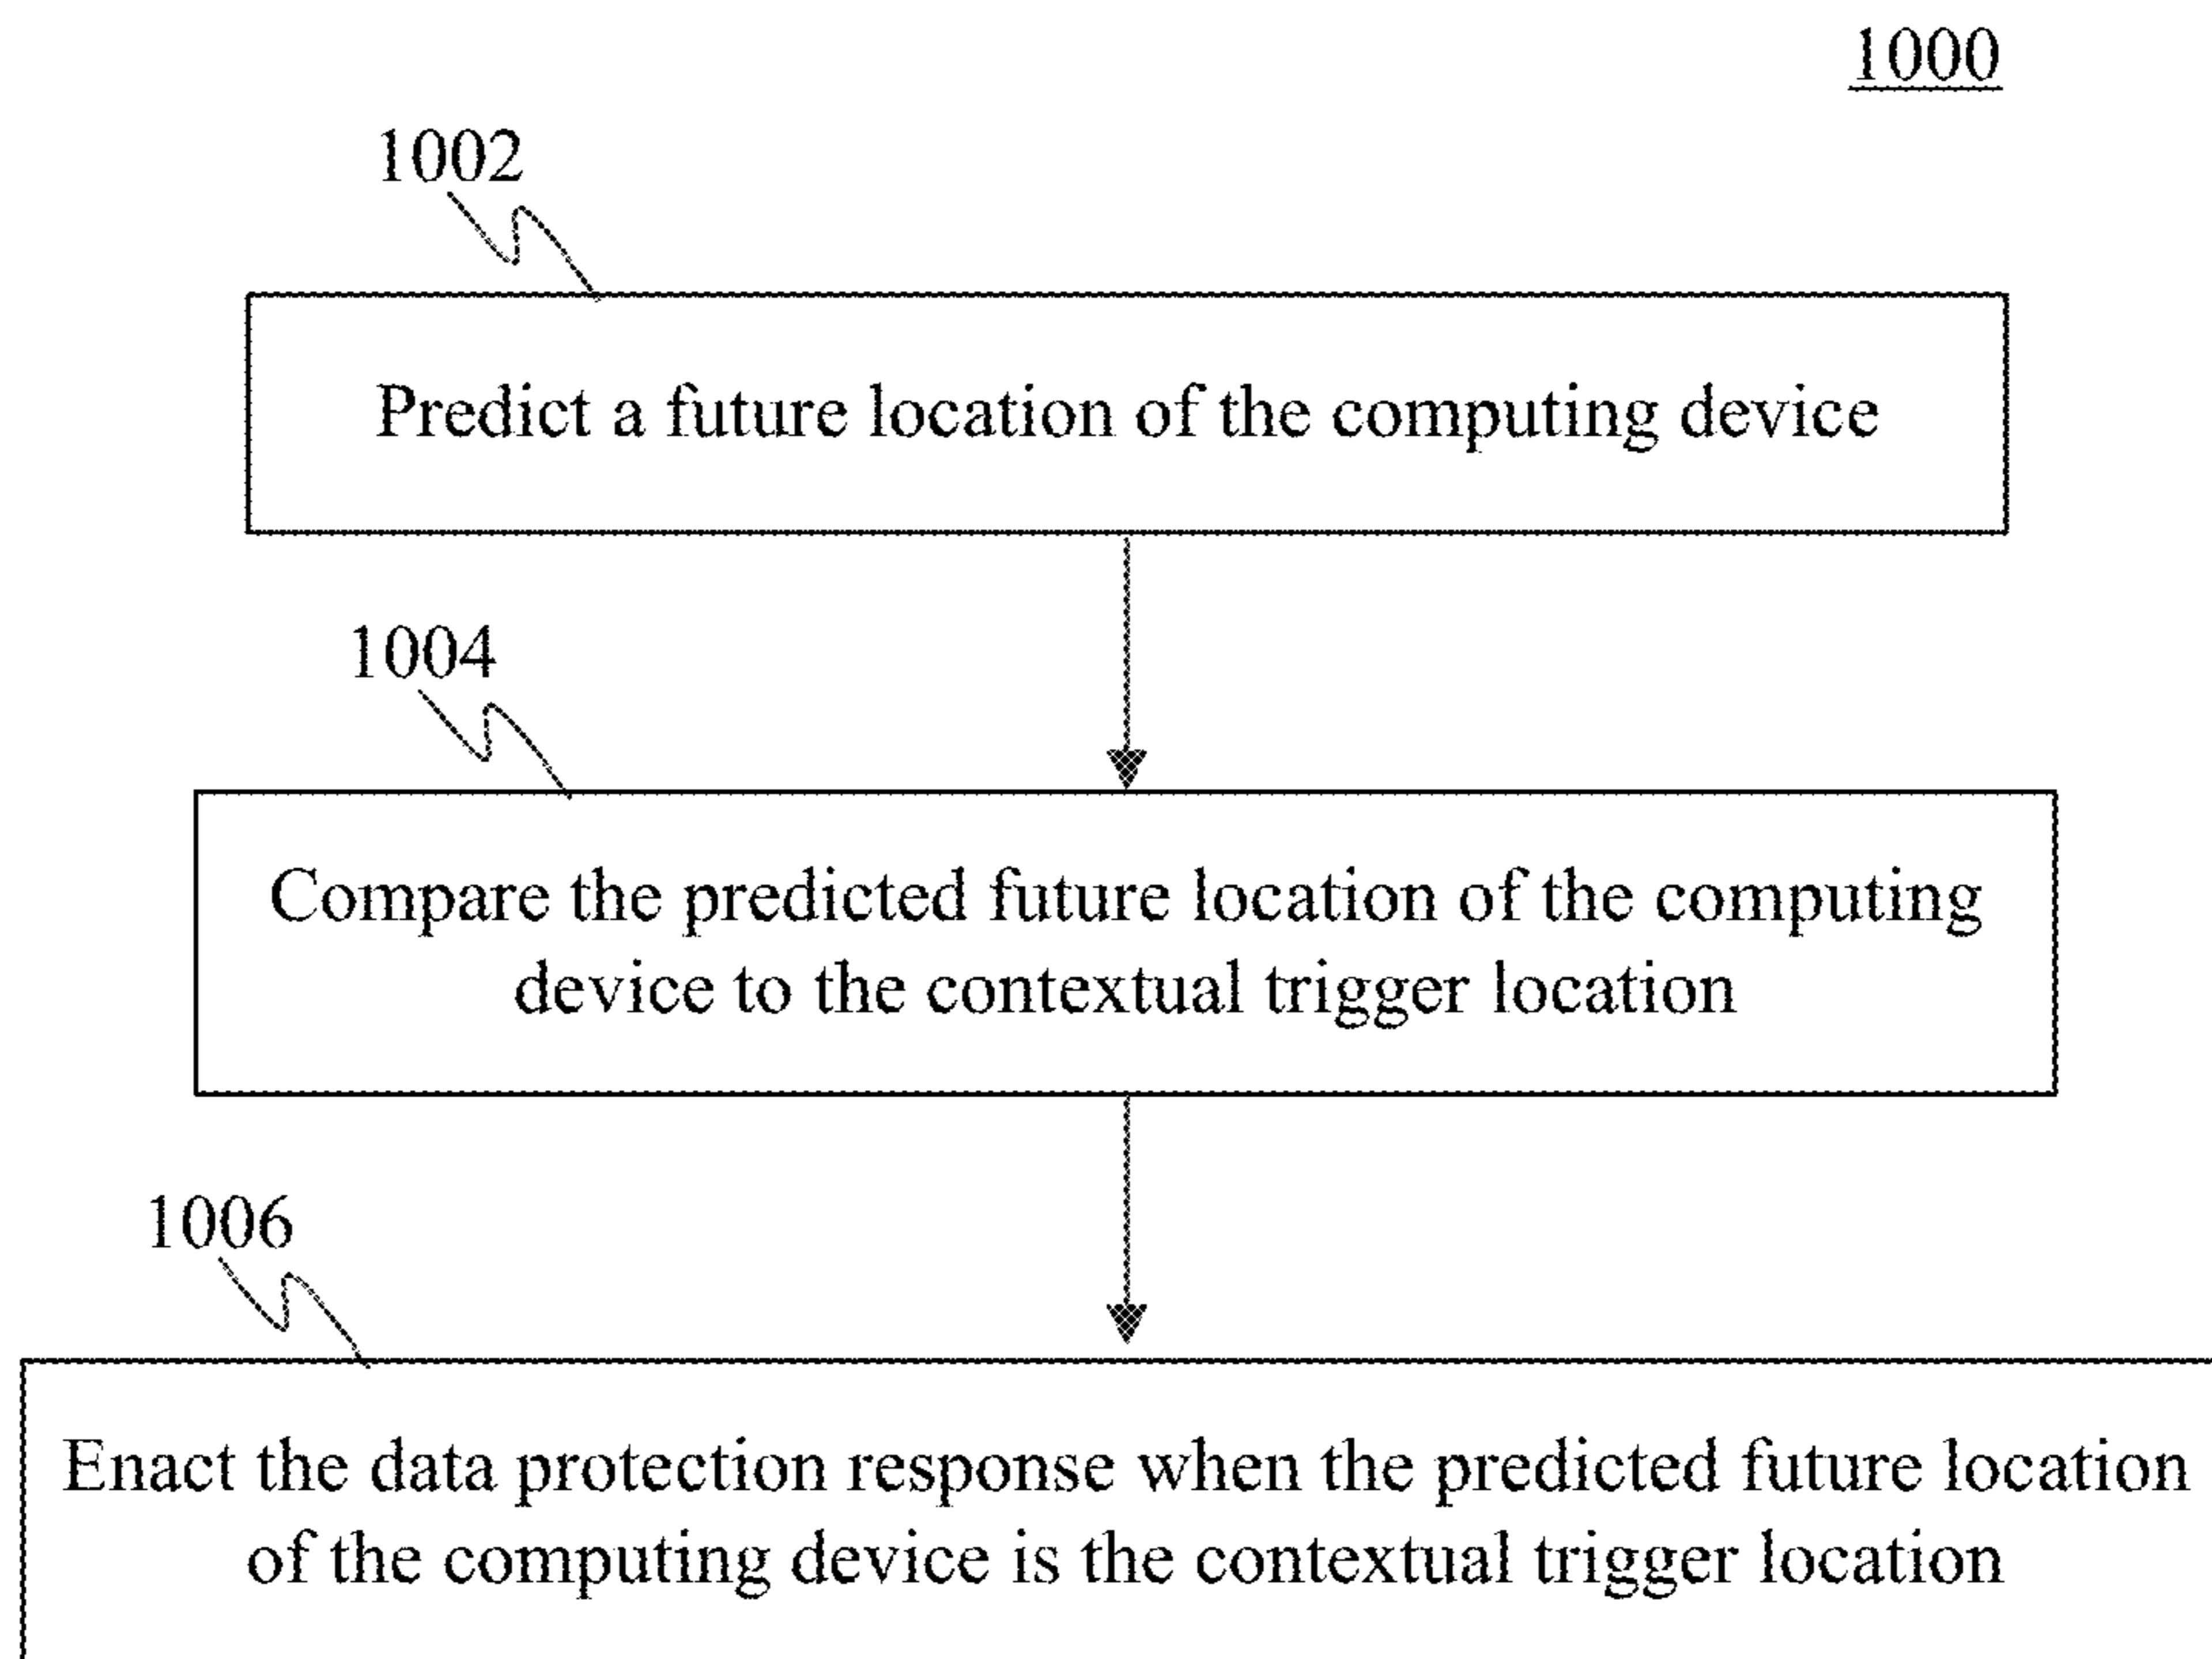 1000
1002
Predict a future location of the computing device
1004
Compare the predicted future location of the computing
device to the contextual trigger location
1006
Enact the data protection response when the predicted future location
of the computing device is the contextual trigger location